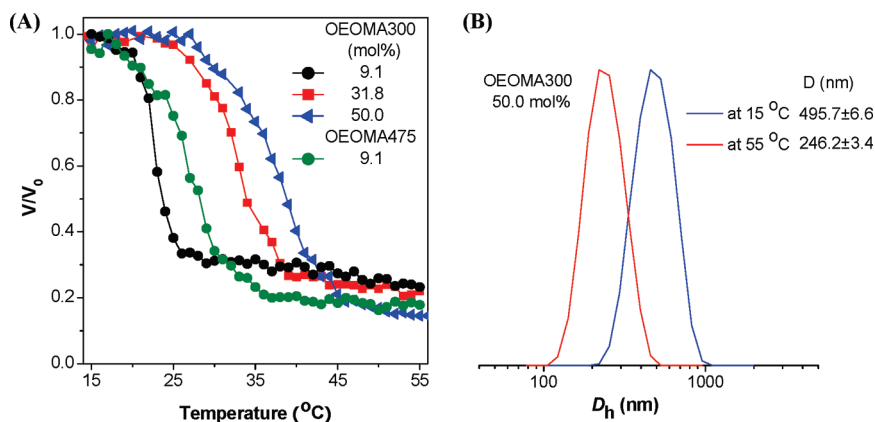 (A)
1.0
0.8
0.6
0.4
0.2
0.0
V/V0
15
25
35
45
55
Temperature (oC)
OEOMA300
(mol%)
9.1
31.8
50.0
OEOMA475
9.1
(B)
OEOMA300
50.0 mol%
D (nm)
at 15 oC 495.7±6.6
at 55 oC 246.2±3.4
100
1000
Dh (nm)